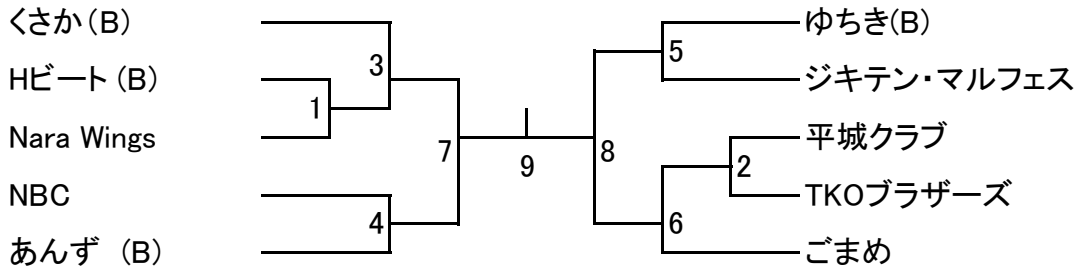 くさか(B)
Hビート (B)
Nara Wings
NBC
あんず (B)
3
1
7
4
9
5
8
2
6
ゆちき(B)
ジキテン・マルフェス
平城クラブ
TKOブラザーズ
ごまめ